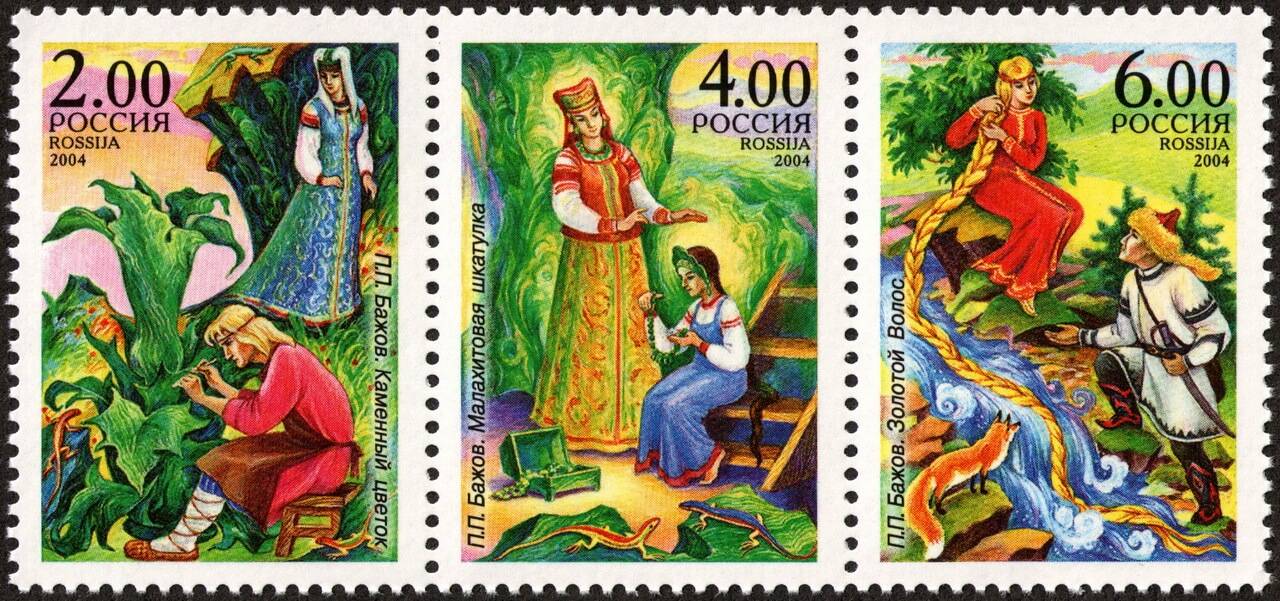 2.00
РОССИЯ
ROSSIJA
2004
П.П. Бажов. Каменный цветок
4.00
РОССИЯ
ROSSIJA
2004
П.П. Бажов. Малахитовая шкатулка
6.00
РОССИЯ
ROSSIJA
2004
П.П. Бажов. Золотой Волос